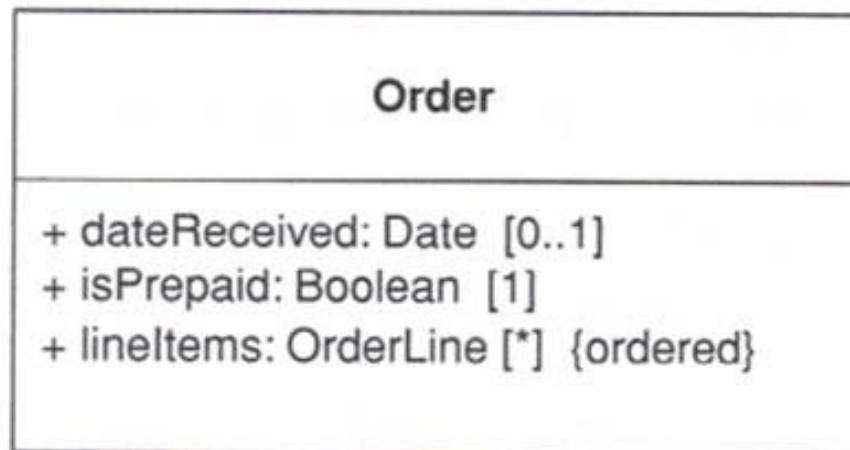 Order
+ dateReceived: Date [0..1]
+ isPrepaid: Boolean [1]
+ lineItems: OrderLine [*] {ordered}